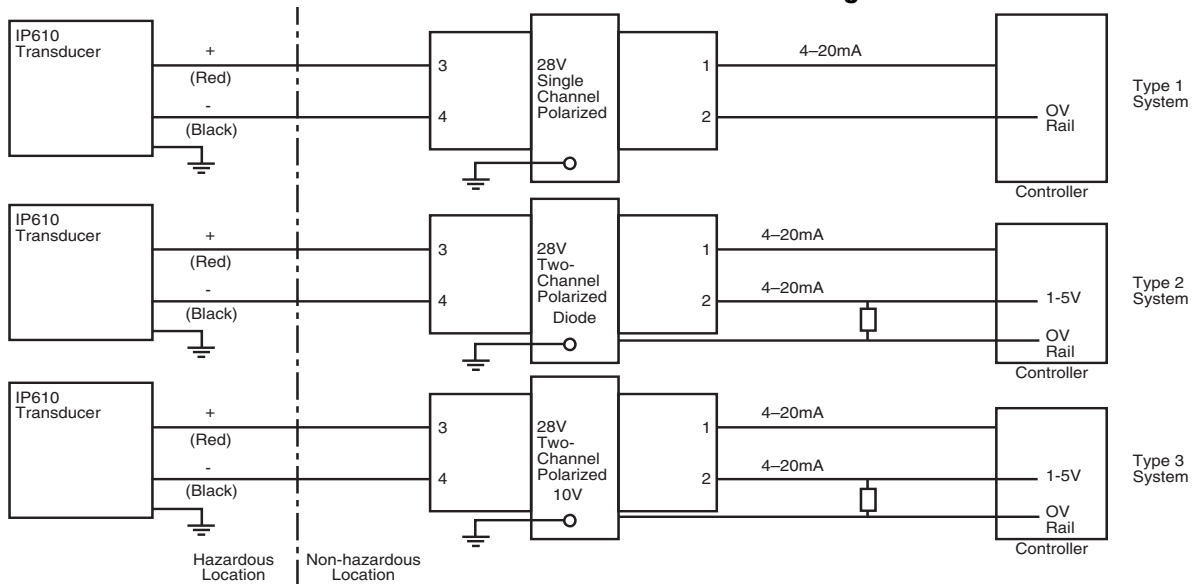 IP610
Transducer
+
(Red)
-
(Black)
3
4
28V
Single
Channel
Polarized
1
2
4–20mA
OV
Rail
Controller
Type 1
System
IP610
Transducer
+
(Red)
-
(Black)
3
4
28V
Two-
Channel
Polarized
Diode
1
2
4–20mA
4–20mA
1-5V
OV
Rail
Controller
Type 2
System
IP610
Transducer
+
(Red)
-
(Black)
3
4
28V
Two-
Channel
Polarized
10V
1
2
4–20mA
4–20mA
1-5V
OV
Rail
Controller
Type 3
System
Hazardous
Location
Non-hazardous
Location